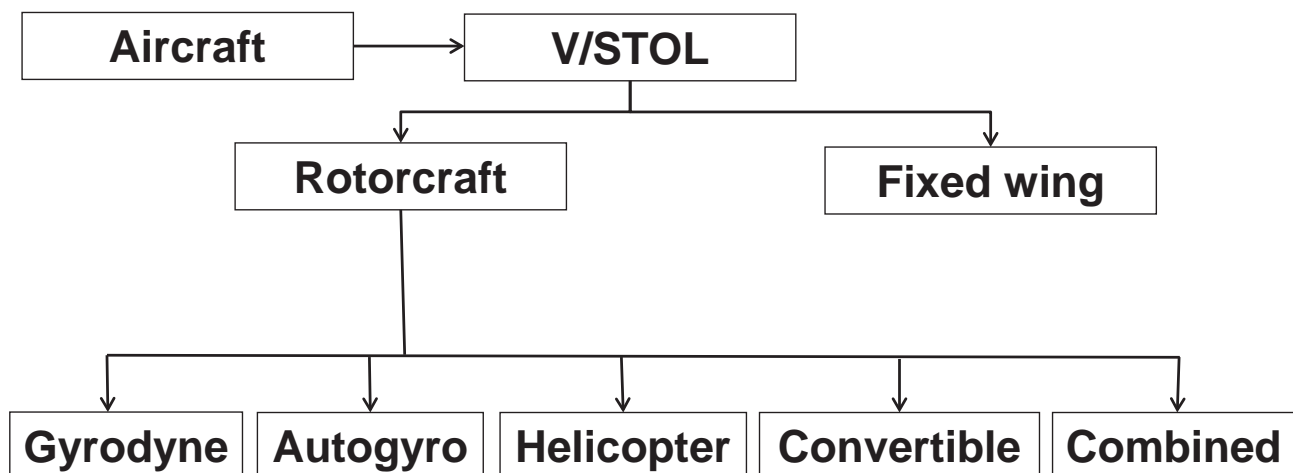 Aircraft
V/STOL
Rotorcraft
Fixed wing
Gyrodyne
Autogyro
Helicopter
Convertible
Combined